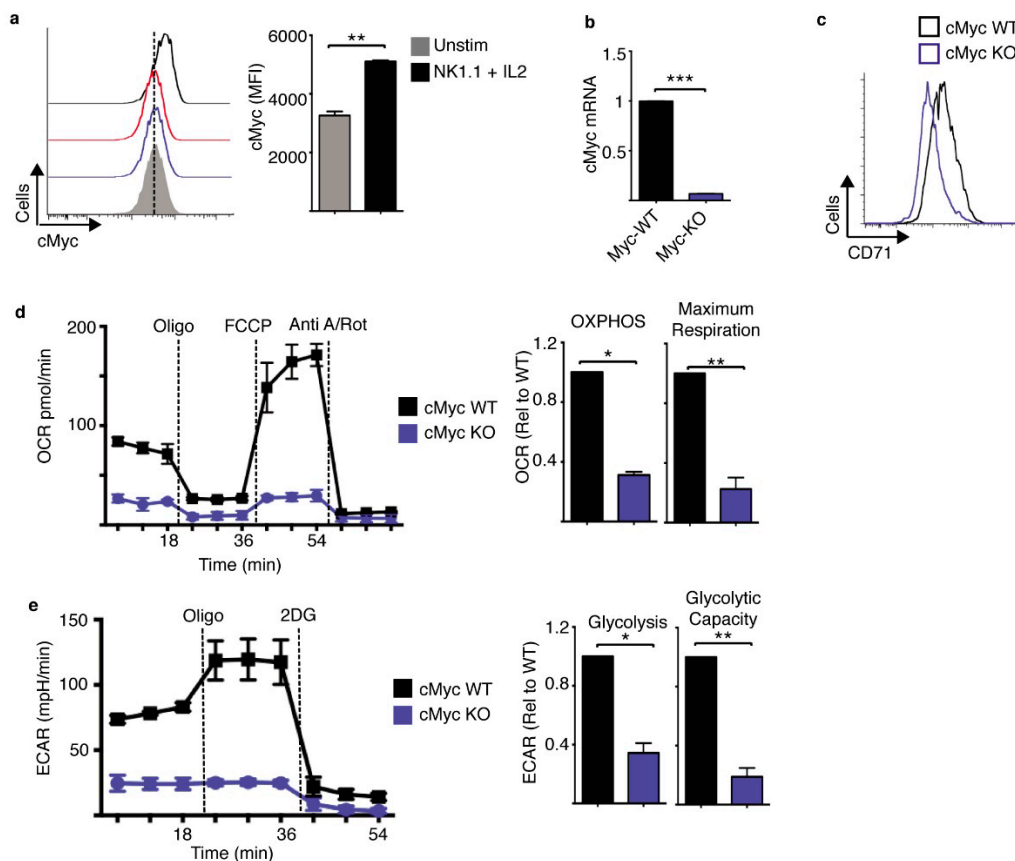 a
Cells
cMyc
cMyc (MFI)
6000
4000
2000
**
Unstim
NK1.1 + IL2
b
cMyc mRNA
1.5
1
0.5
0
***
Myc-WT
Myc-KO
c
cMyc WT
cMyc KO
Cells
CD71
d
OCR pmol/min
200
100
Oligo
FCCP
Anti A/Rot
18
36
54
Time (min)
cMyc WT
cMyc KO
OXPHOS
Maximum
Respiration
OCR (Rel to WT)
1.2
0.4
*
**
e
ECAR (mpH/min)
150
100
50
Oligo
2DG
18
36
54
Time (min)
cMyc WT
cMyc KO
Glycolysis
Glycolytic
Capacity
ECAR (Rel to WT)
1.2
0.4
*
**